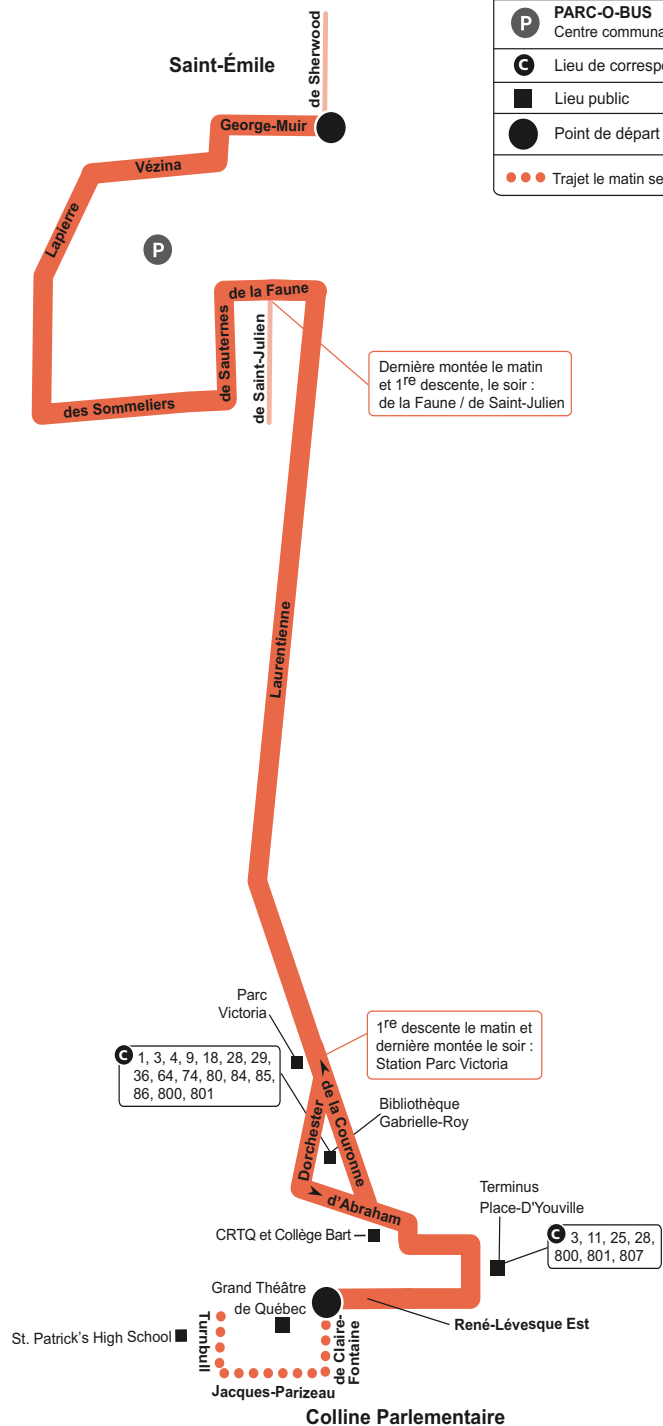 P
PARC-O-BUS
Centre
C
Lieu de
Lieu public
Point de départ
Trajet le matin
de Sherwood
Saint-Émile
George-Muir
Vézina
Lapierre
P
de la Faune
de Sauternes
de Saint-Julien
des Sommeliers
Dernière montée le matin
et 1re descente, le soir :
de la Faune / de Saint-Julien
Laurentienne
Parc
Victoria
1re descente le matin et
dernière montée le soir :
Station Parc Victoria
C 1, 3, 4, 9, 18, 28, 29,
36, 64, 74, 80, 84, 85,
86, 800, 801
Dorchester
de la Couronne
Bibliothèque
Gabrielle-Roy
d'Abraham
Terminus
Place-D'Youville
CRTQ et Collège Bart
C 3, 11, 25, 28,
800, 801, 807
Grand Théâtre
de Québec
René-Lévesque Est
St. Patrick's High School
Turnbull
de Claire-
Fontaine
Jacques-Parizeau
Colline Parlementaire